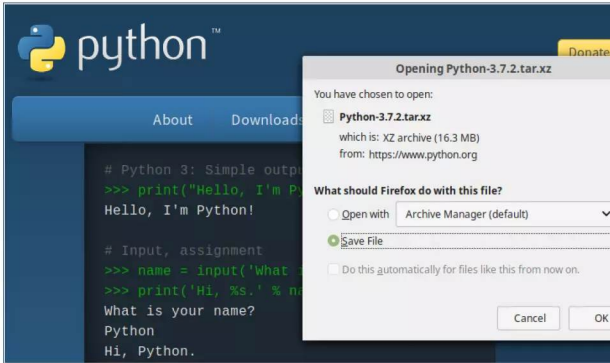 python™
Donate
About Downloads
# Python 3: Simple outpu
>>> print("Hello, I'm Py
Hello, I'm Python!
# Input, assignment
>>> name = input('What i
>>> print('Hi, %s.' % na
What is your name?
Python
Hi, Python.
Opening Python-3.7.2.tar.xz
You have chosen to open:
Python-3.7.2.tar.xz
which is: XZ archive (16.3 MB)
from: https://www.python.org
What should Firefox do with this file?
Open with Archive Manager (default)
Save File
Do this automatically for files like this from now on.
Cancel OK